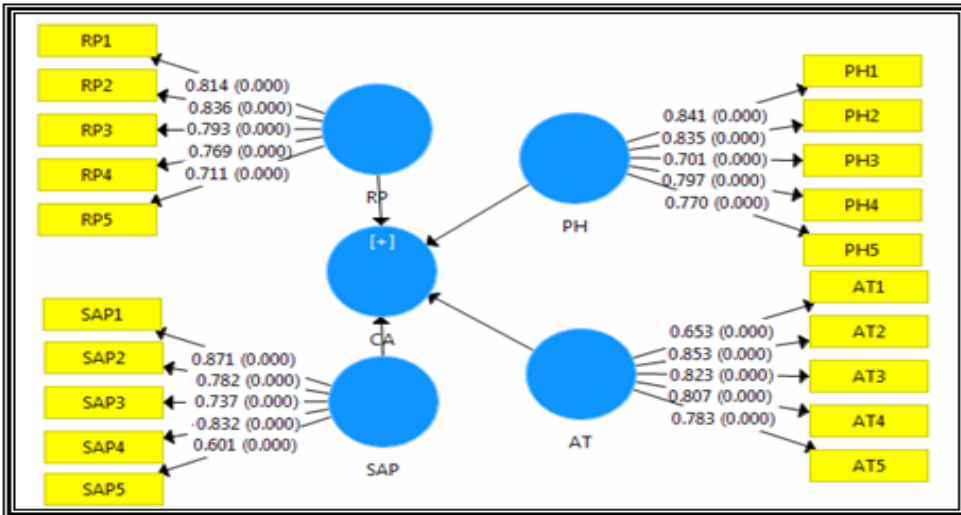 RP1
RP2
RP3
RP4
RP5
0.814 (0.000)
0.836 (0.000)
0.793 (0.000)
0.769 (0.000)
0.711 (0.000)
RP
PH1
PH2
PH3
PH4
PH5
0.841 (0.000)
0.835 (0.000)
0.701 (0.000)
0.797 (0.000)
0.770 (0.000)
PH
[+]
CA
SAP1
SAP2
SAP3
SAP4
SAP5
0.871 (0.000)
0.782 (0.000)
0.737 (0.000)
0.832 (0.000)
0.601 (0.000)
SAP
AT1
AT2
AT3
AT4
AT5
0.653 (0.000)
0.853 (0.000)
0.823 (0.000)
0.807 (0.000)
0.783 (0.000)
AT